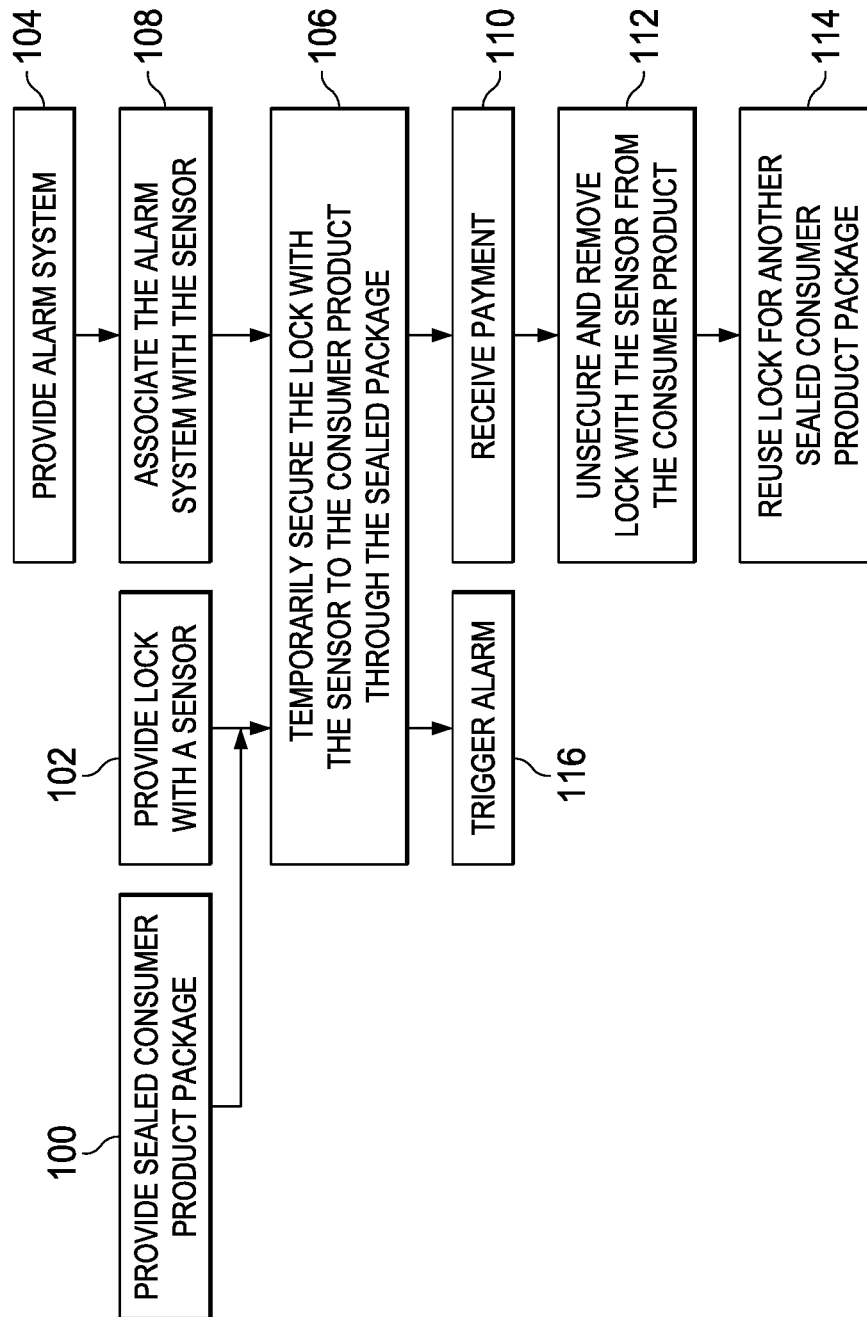 PROVIDE ALARM SYSTEM
104
ASSOCIATE THE ALARM
SYSTEM WITH THE SENSOR
108
PROVIDE LOCK
WITH A SENSOR
102
PROVIDE SEALED CONSUMER
PRODUCT PACKAGE
100
TEMPORARILY SECURE THE LOCK WITH
THE SENSOR TO THE CONSUMER PRODUCT
THROUGH THE SEALED PACKAGE
106
TRIGGER ALARM
116
RECEIVE PAYMENT
110
UNSECURE AND REMOVE
LOCK WITH THE SENSOR FROM
THE CONSUMER PRODUCT
112
REUSE LOCK FOR ANOTHER
SEALED CONSUMER
PRODUCT PACKAGE
114